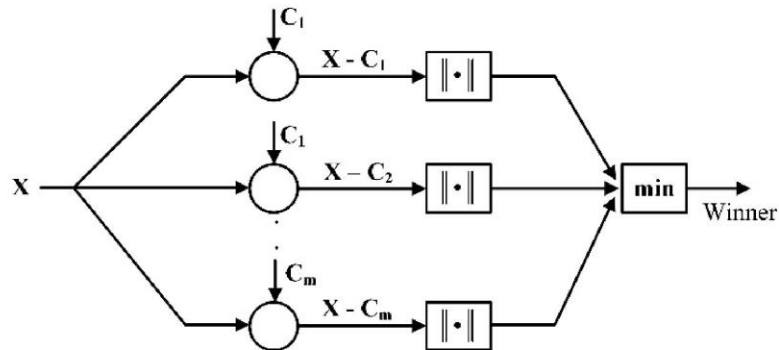 C₁
X - C₁
‖•‖
C₁
X
X – C₂
‖•‖
min
Winner
.
.
Cₘ
X - Cₘ
‖•‖